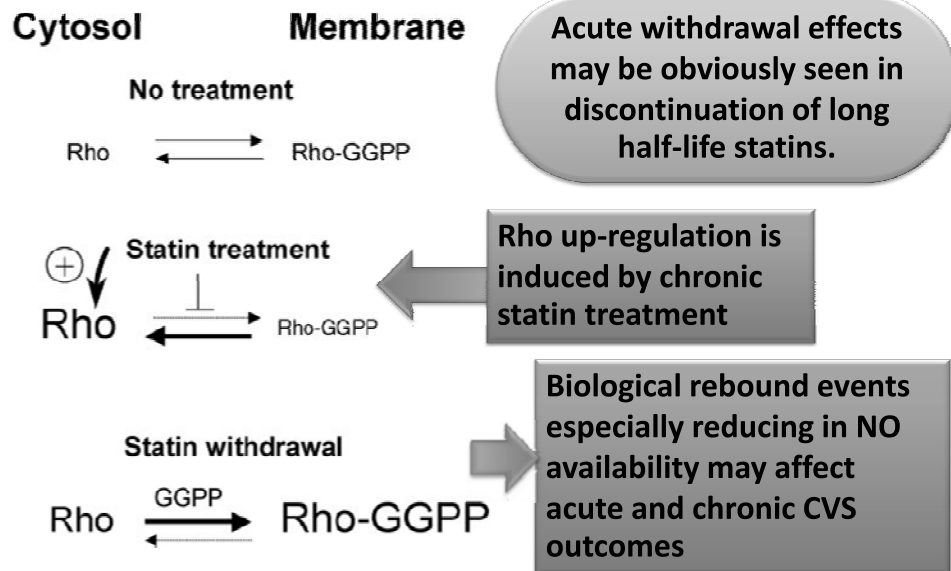 Cytosol Membrane
No treatment
Rho Rho-GGPP
Statin treatment
+
Rho Rho-GGPP
Statin withdrawal
GGPP
Rho Rho-GGPP
Acute withdrawal effects
may be obviously seen in
discontinuation of long
half-life statins.
Rho up-regulation is
induced by chronic
statin treatment
Biological rebound events
especially reducing in NO
availability may affect
acute and chronic CVS
outcomes